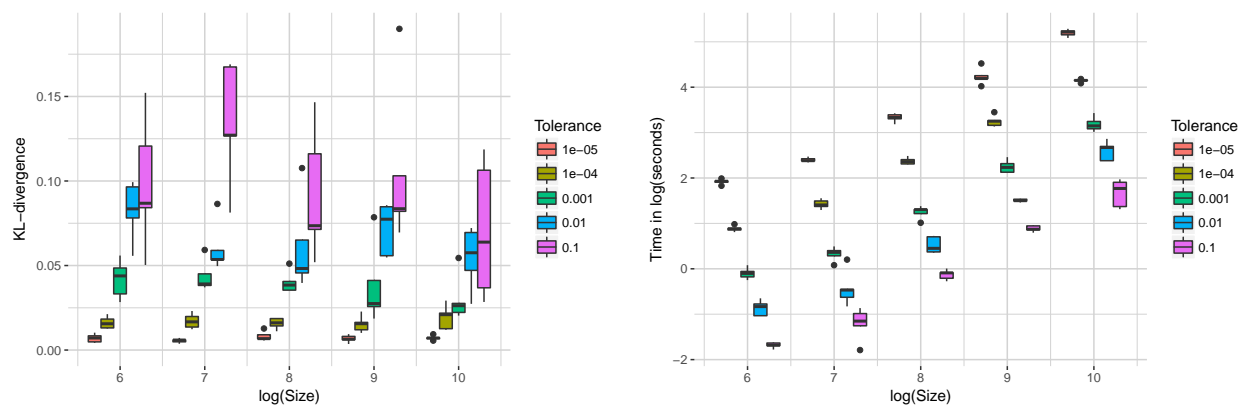 KL-divergence
0.15
0.10
0.05
0.00
6 7 8 9 10
log(Size)
Tolerance
1e-05
1e-04
0.001
0.01
0.1
Time in log(seconds)
4
2
0
-2
6 7 8 9 10
log(Size)
Tolerance
1e-05
1e-04
0.001
0.01
0.1